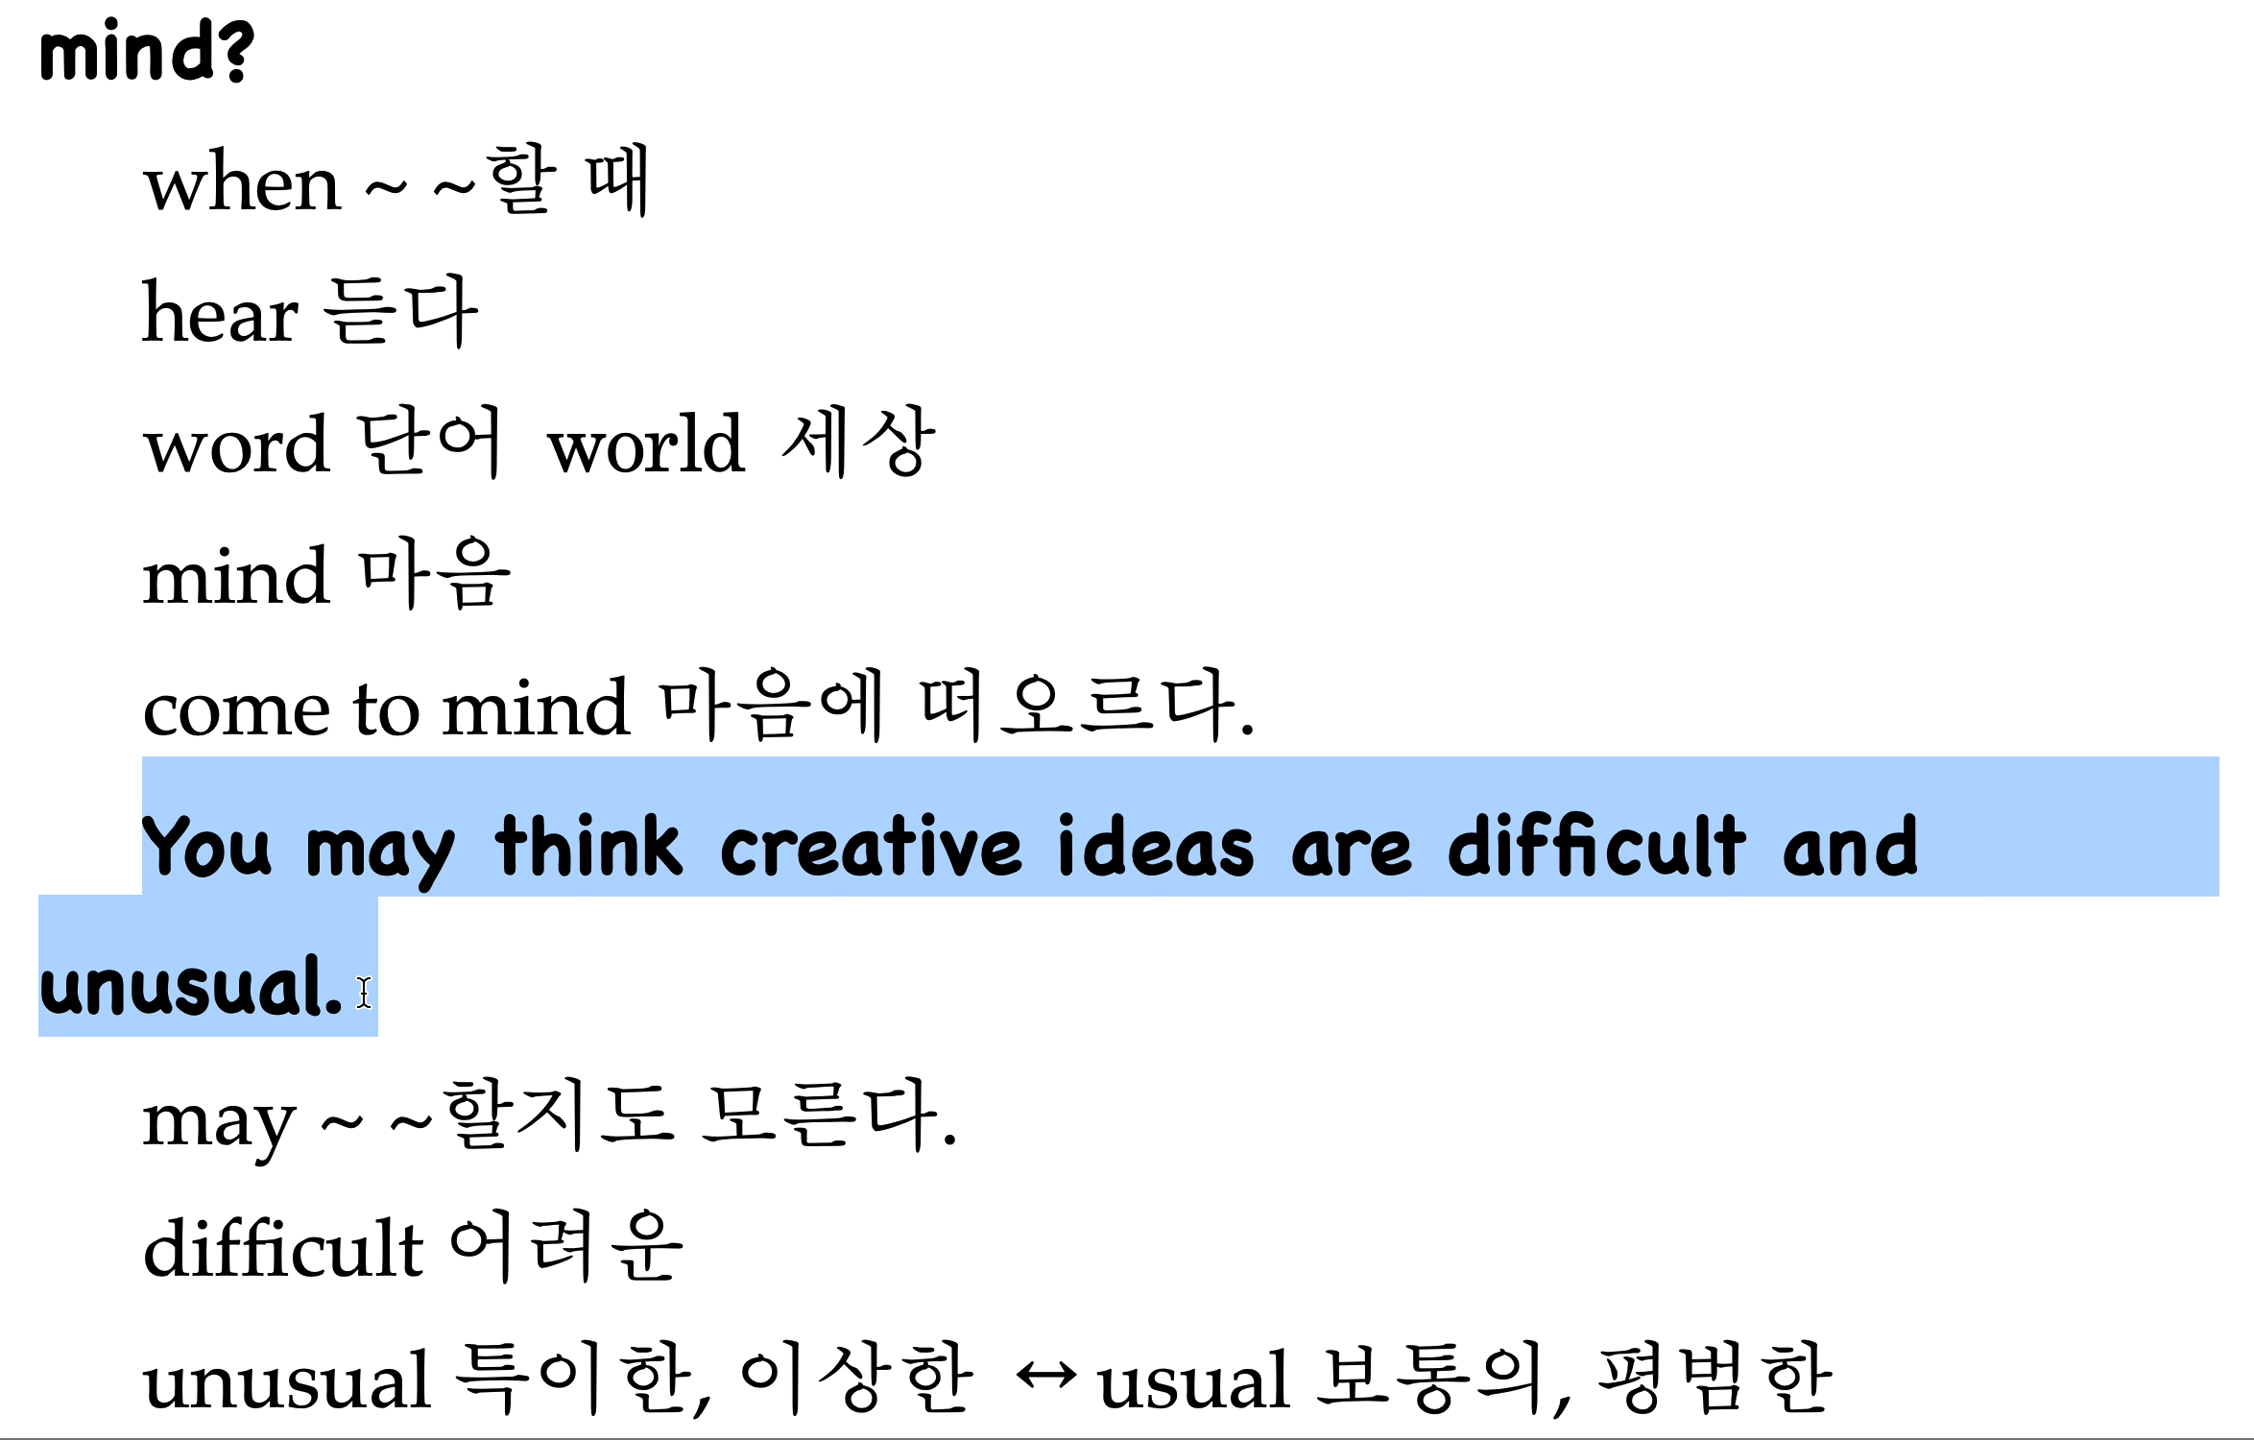 mind?
when ~ ~할 때
hear 듣다
word 단어 world 세상
mind 마음
come to mind 마음에 떠오르다.
You may think creative ideas are difficult and
unusual.
may ~ ~할지도 모른다.
difficult 어려운
unusual 특이한, 이상한 ↔ usual 보통의, 평범한